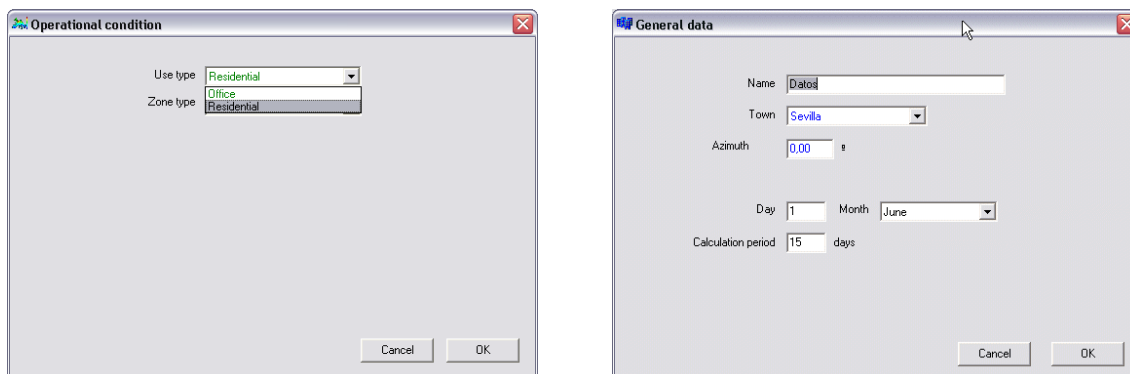 Operational condition
Use type Residential
Office
Zone type Residential
Cancel OK
General data
Name Datos
Town Sevilla
Azimuth 0,00 º
Day 1 Month June
Calculation period 15 days
Cancel OK